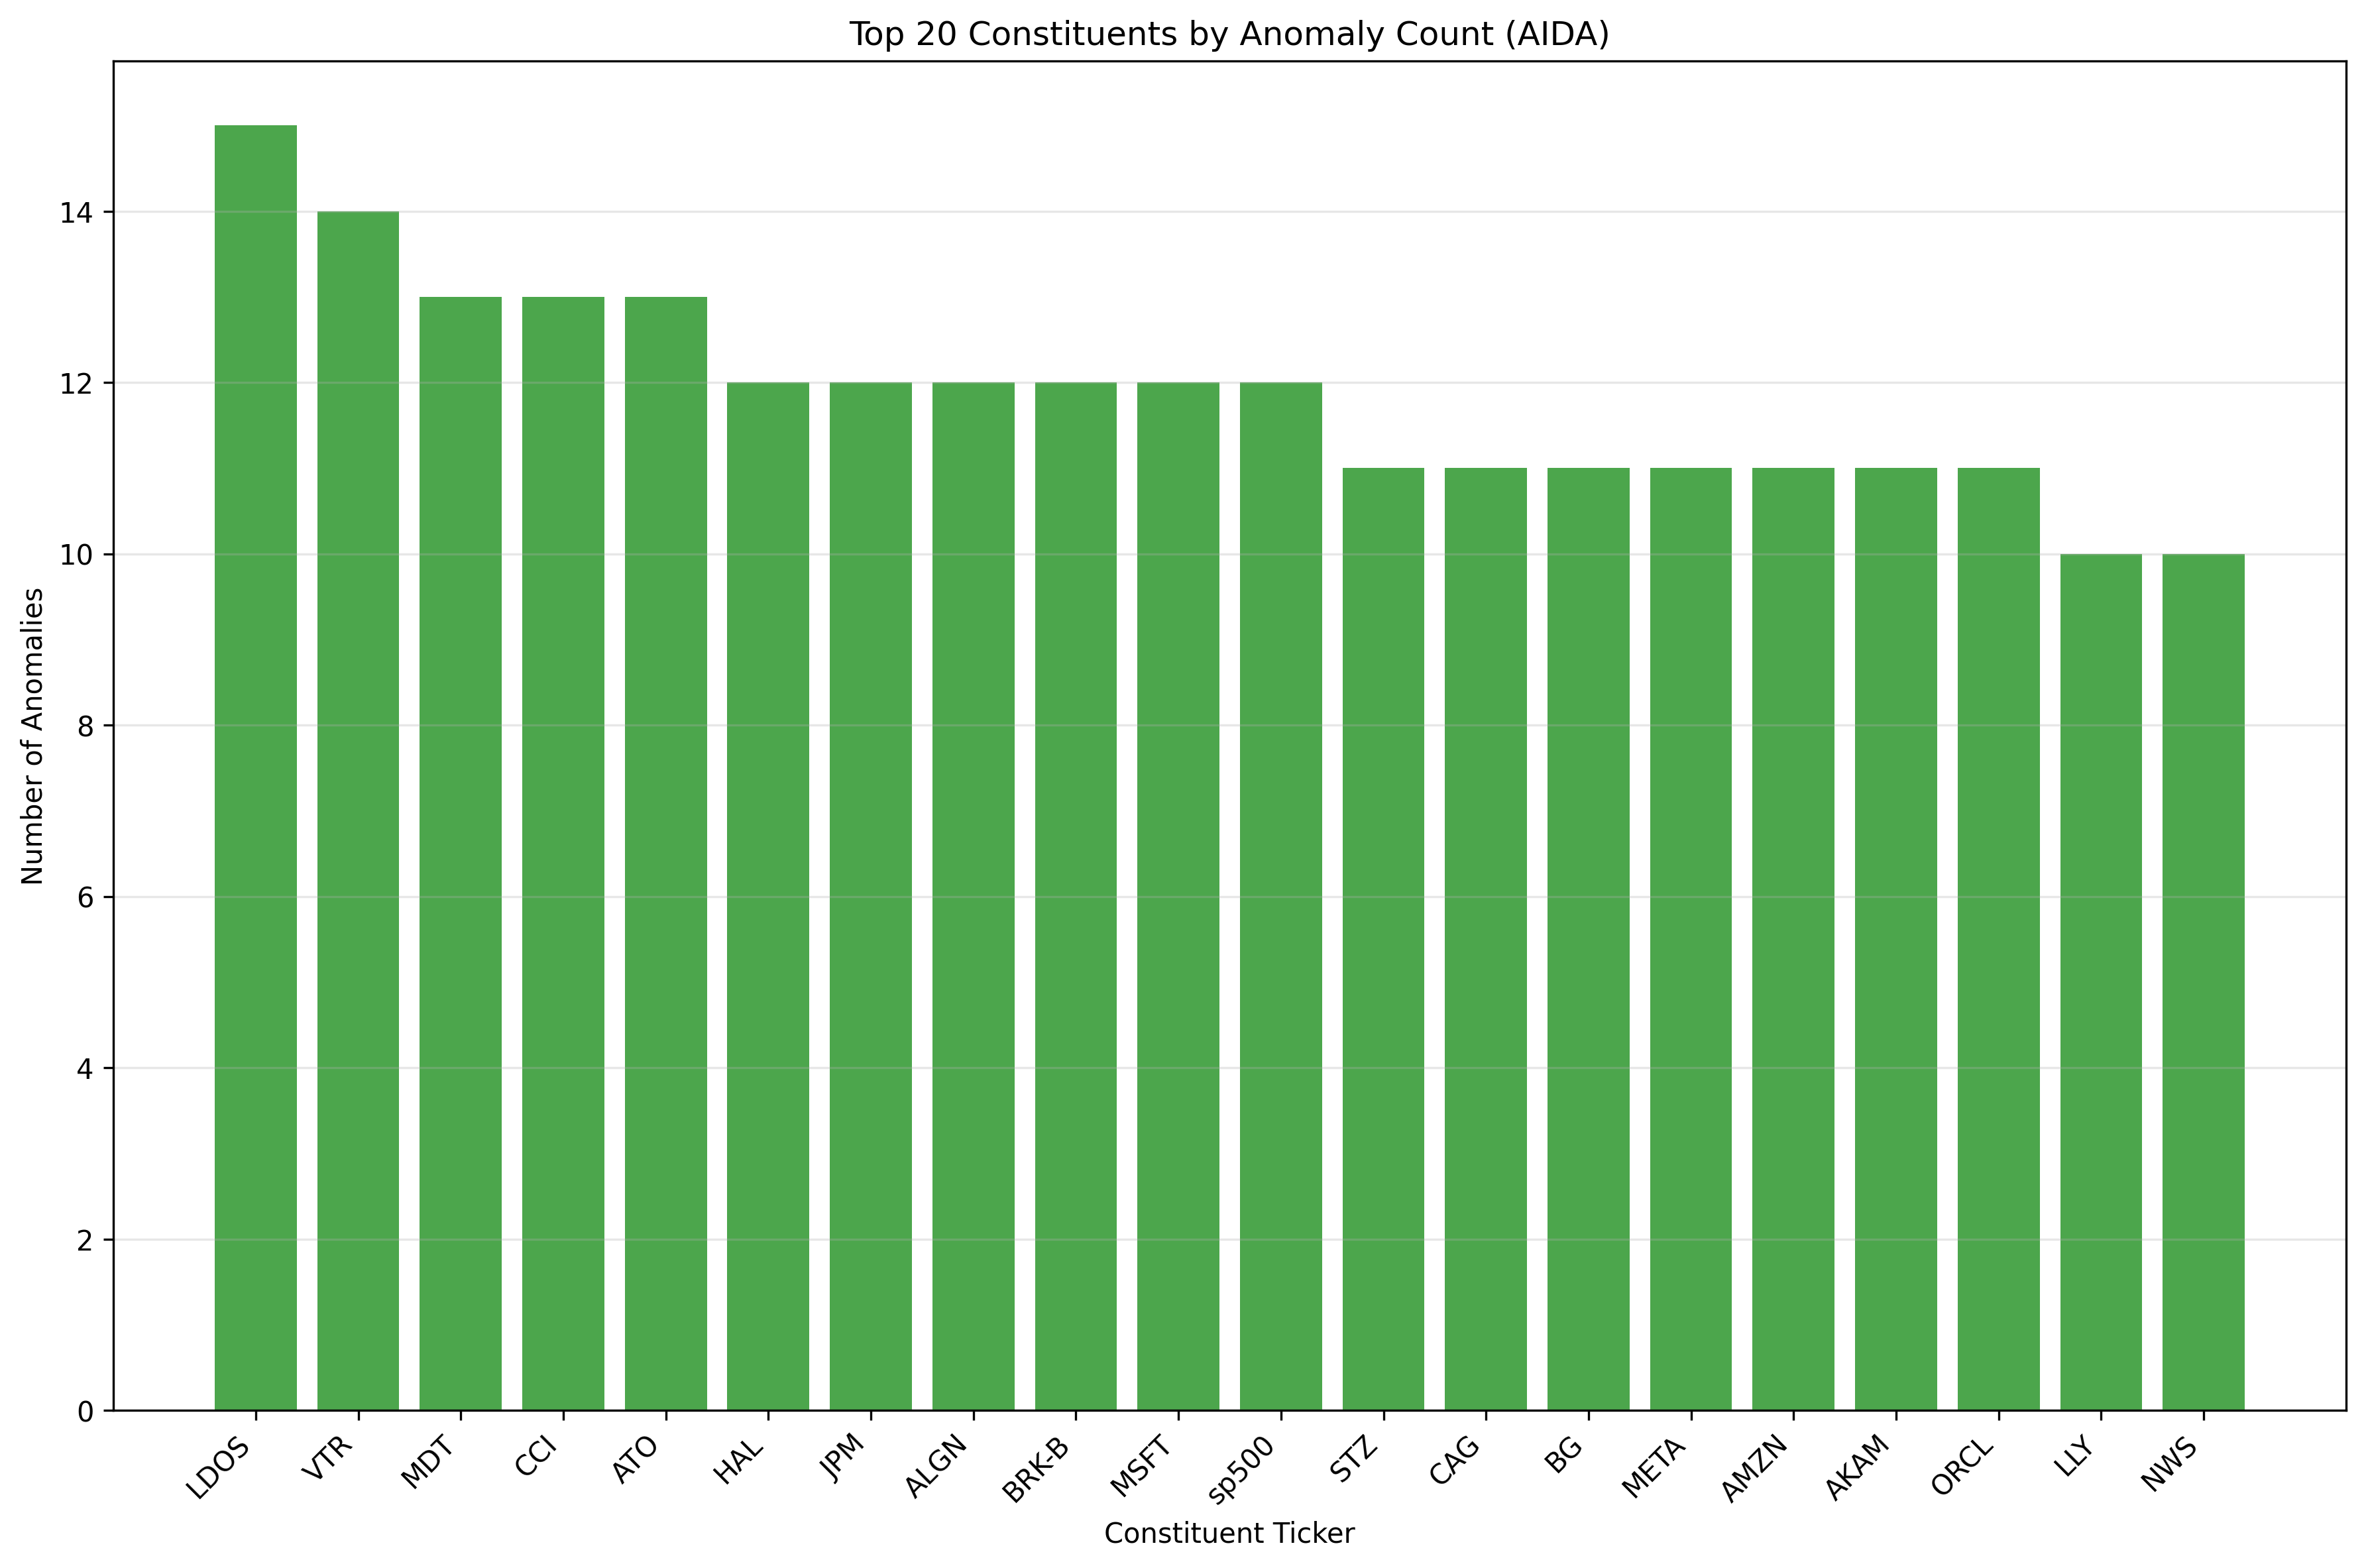 Top 20 Constituents by Anomaly Count (AIDA)
Number of Anomalies
14
12
10
8
6
4
2
0
LDOS
VTR
MDT
CCI
ATO
HAL
JPM
ALGN
BRK-B
MSFT
sp500
STZ
CAG
BG
META
AMZN
AKAM
ORCL
LLY
NWS
Constituent Ticker